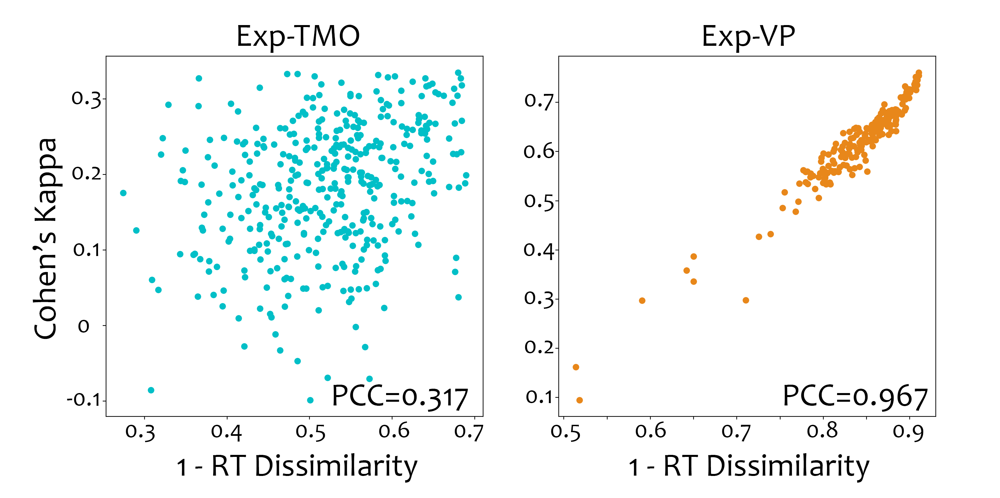 Exp-TMO
Cohen's Kappa
0.3
0.2
0.1
0
-0.1
PCC=0.317
0.3 0.4 0.5 0.6 0.7
1 - RT Dissimilarity
Exp-VP
0.7
0.6
0.5
0.4
0.3
0.2
0.1
PCC=0.967
0.5 0.6 0.7 0.8 0.9
1 - RT Dissimilarity